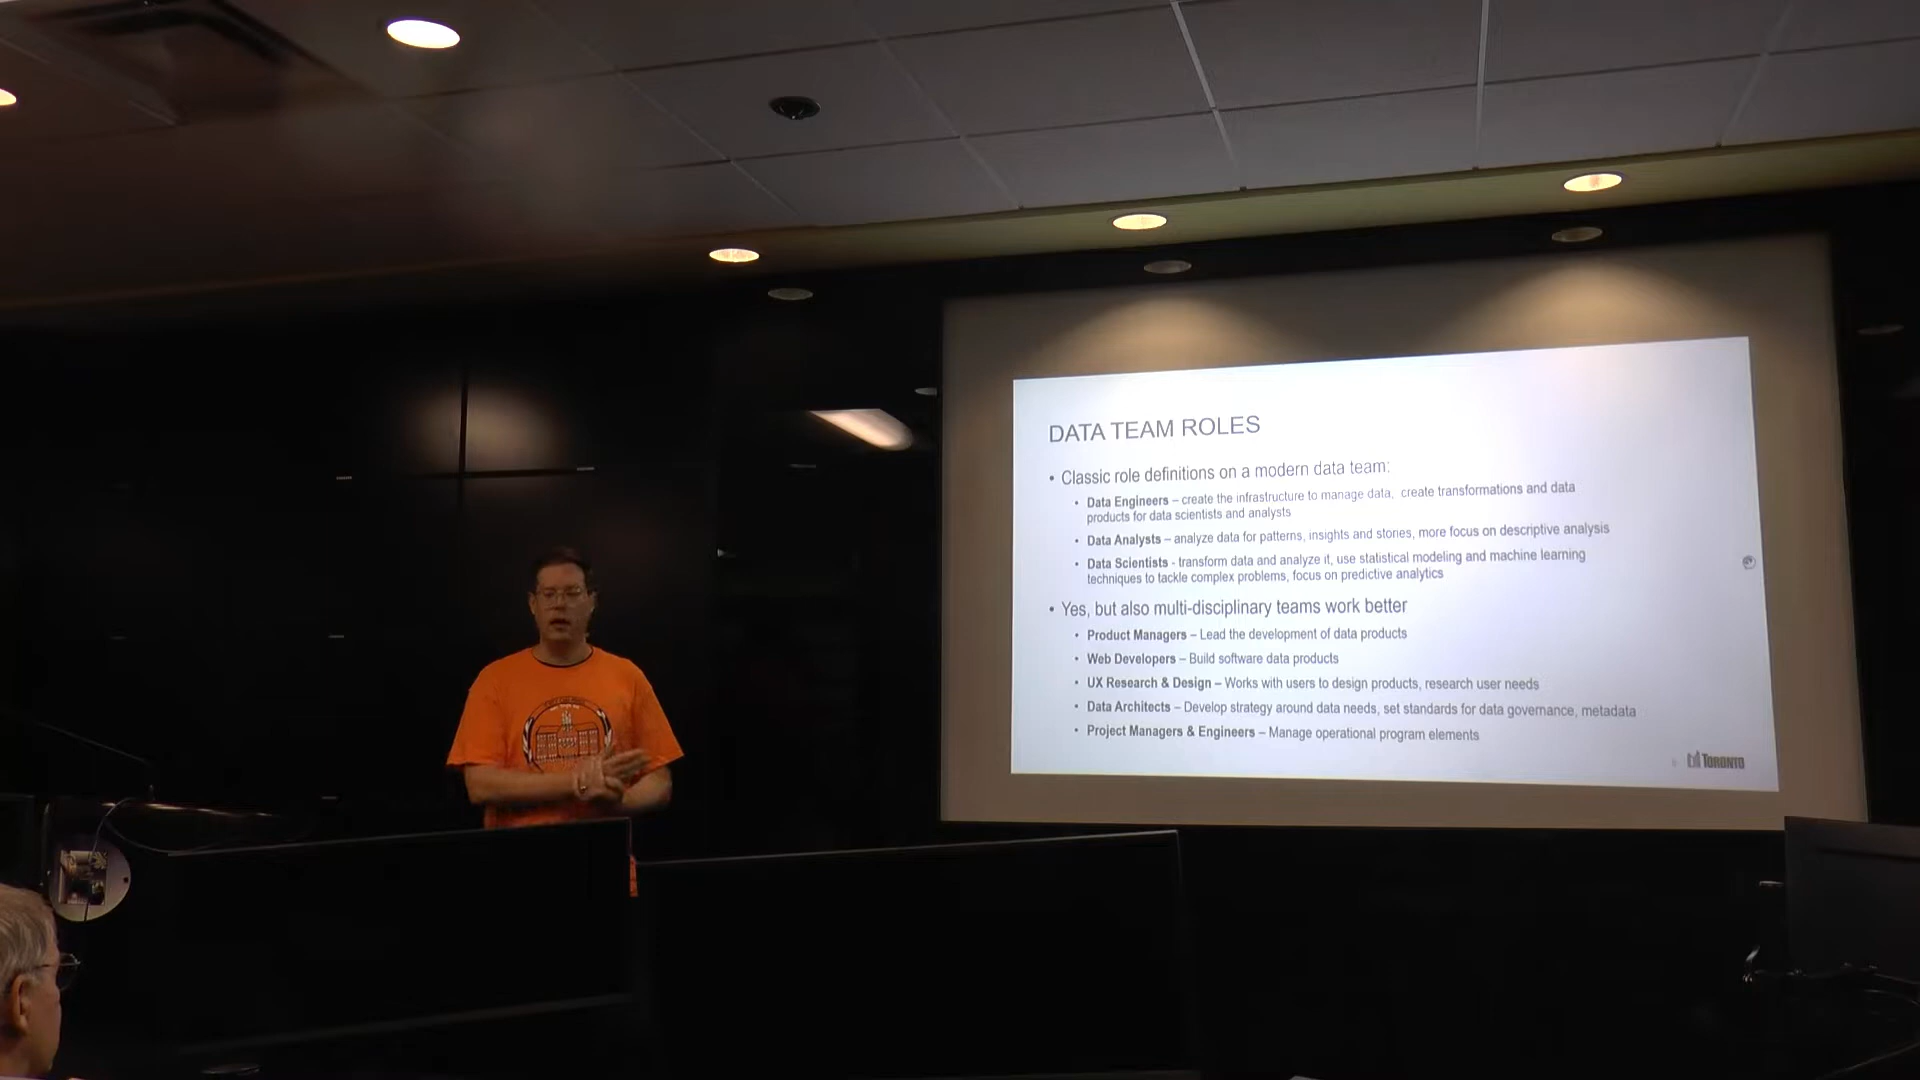 DATA TEAM ROLES
• Classic role definitions on a modern data team:
• Data Engineers – create the infrastructure to manage data, create transformations and data
products for data scientists and analysts
• Data Analysts – analyze data for patterns, insights and stories, more focus on descriptive analysis
• Data Scientists - transform data and analyze it, use statistical modeling and machine learning
techniques to tackle complex problems, focus on predictive analytics
• Yes, but also multi-disciplinary teams work better
• Product Managers – Lead the development of data products
• Web Developers – Build software data products
• UX Research & Design – Works with users to design products, research user needs
• Data Architects – Develop strategy around data needs, set standards for data governance, metadata
• Project Managers & Engineers – Manage operational program elements
TORONTO